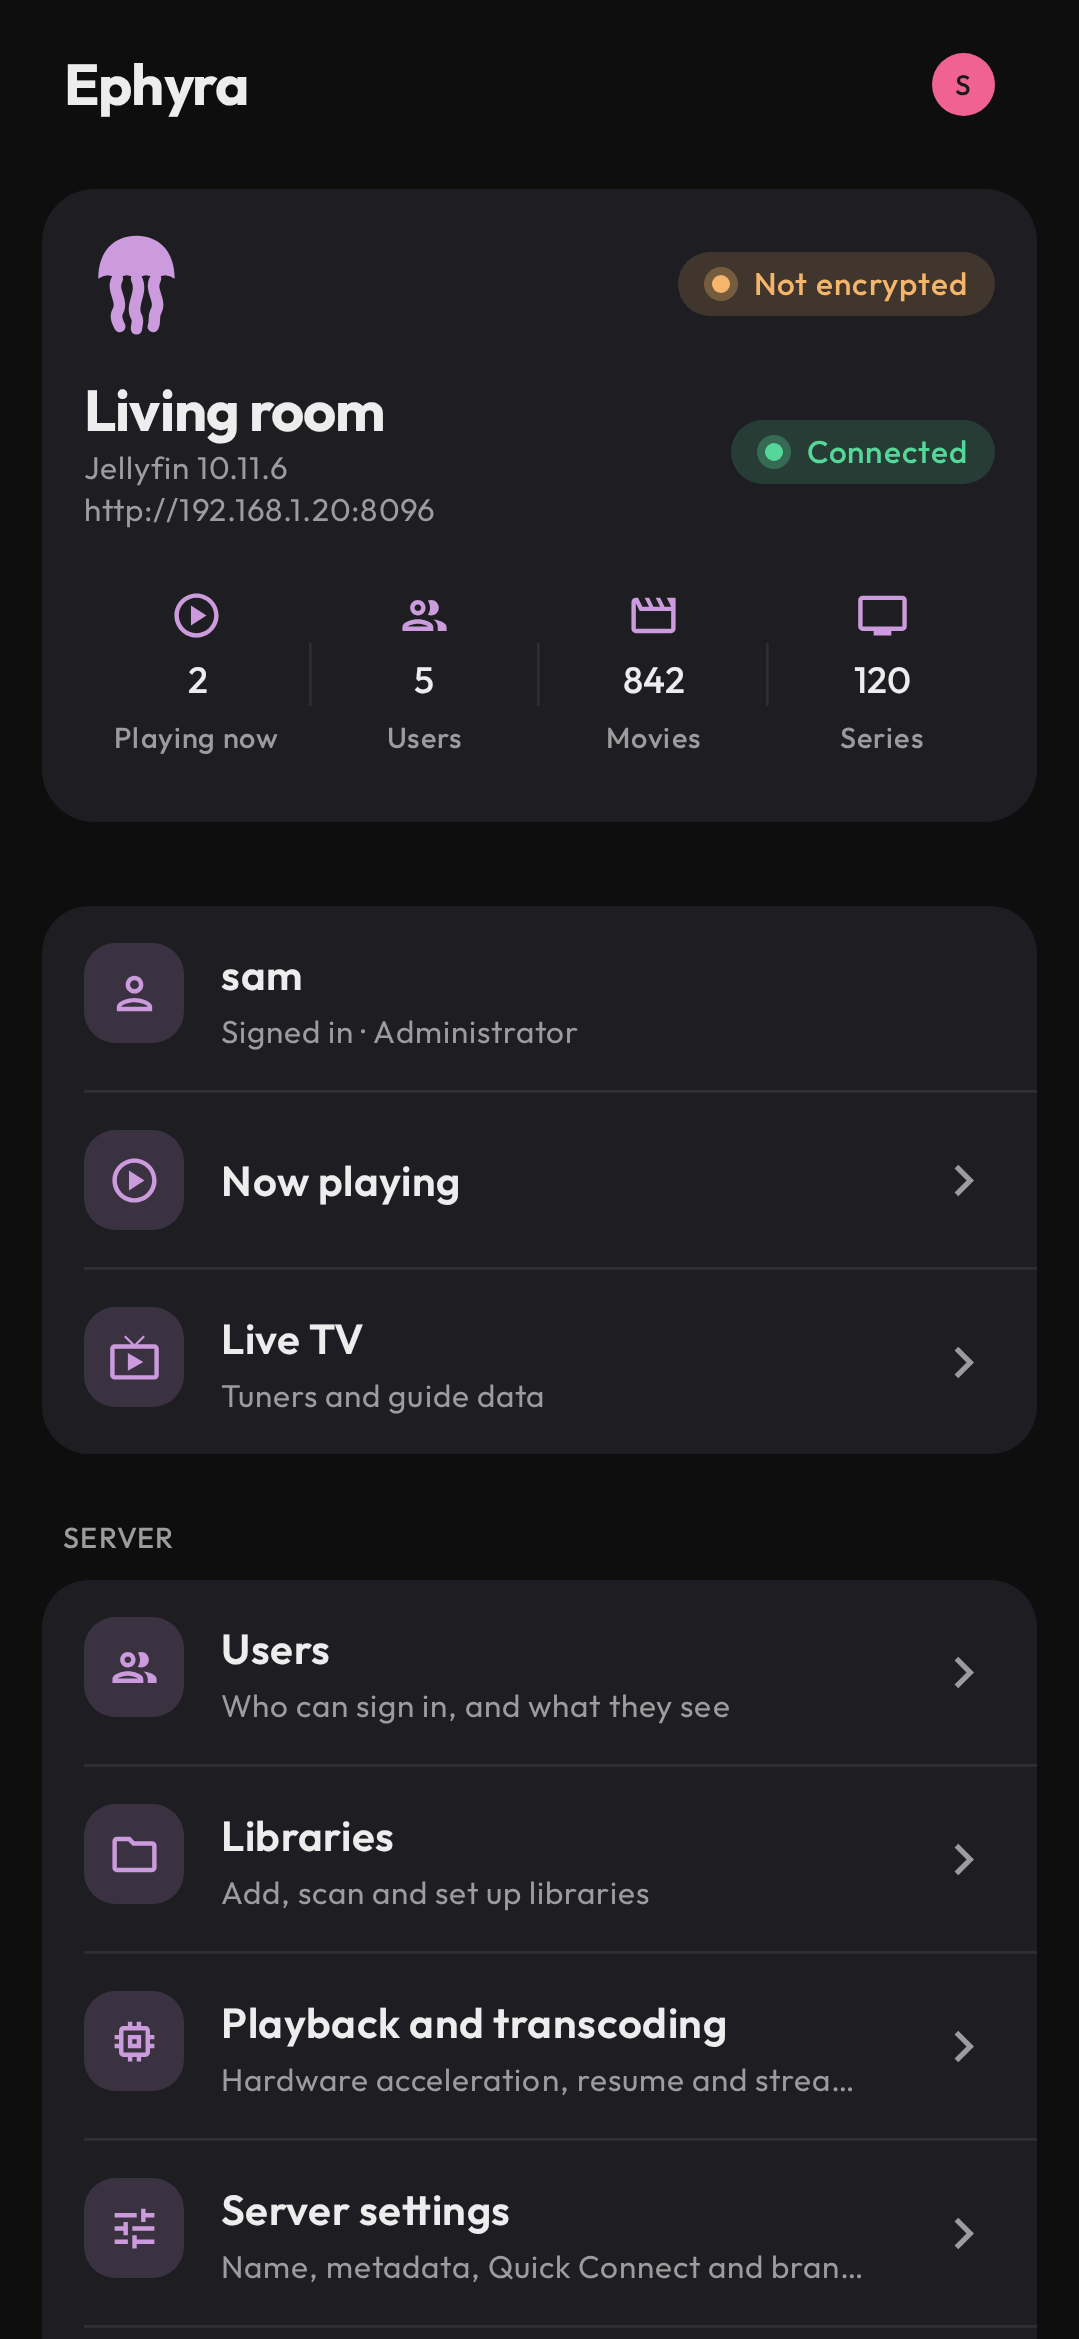 Ephyra
S
Not encrypted
Living room
Connected
Jellyfin 10.11.6
http://192.168.1.20:8096
2
5
842
120
Playing now
Users
Movies
Series
sam
Signed in · Administrator
Now playing
Live TV
Tuners and guide data
SERVER
Users
Who can sign in, and what they see
Libraries
Add, scan and set up libraries
Playback and transcoding
Hardware acceleration, resume and strea...
Server settings
Name, metadata, Quick Connect and bran...